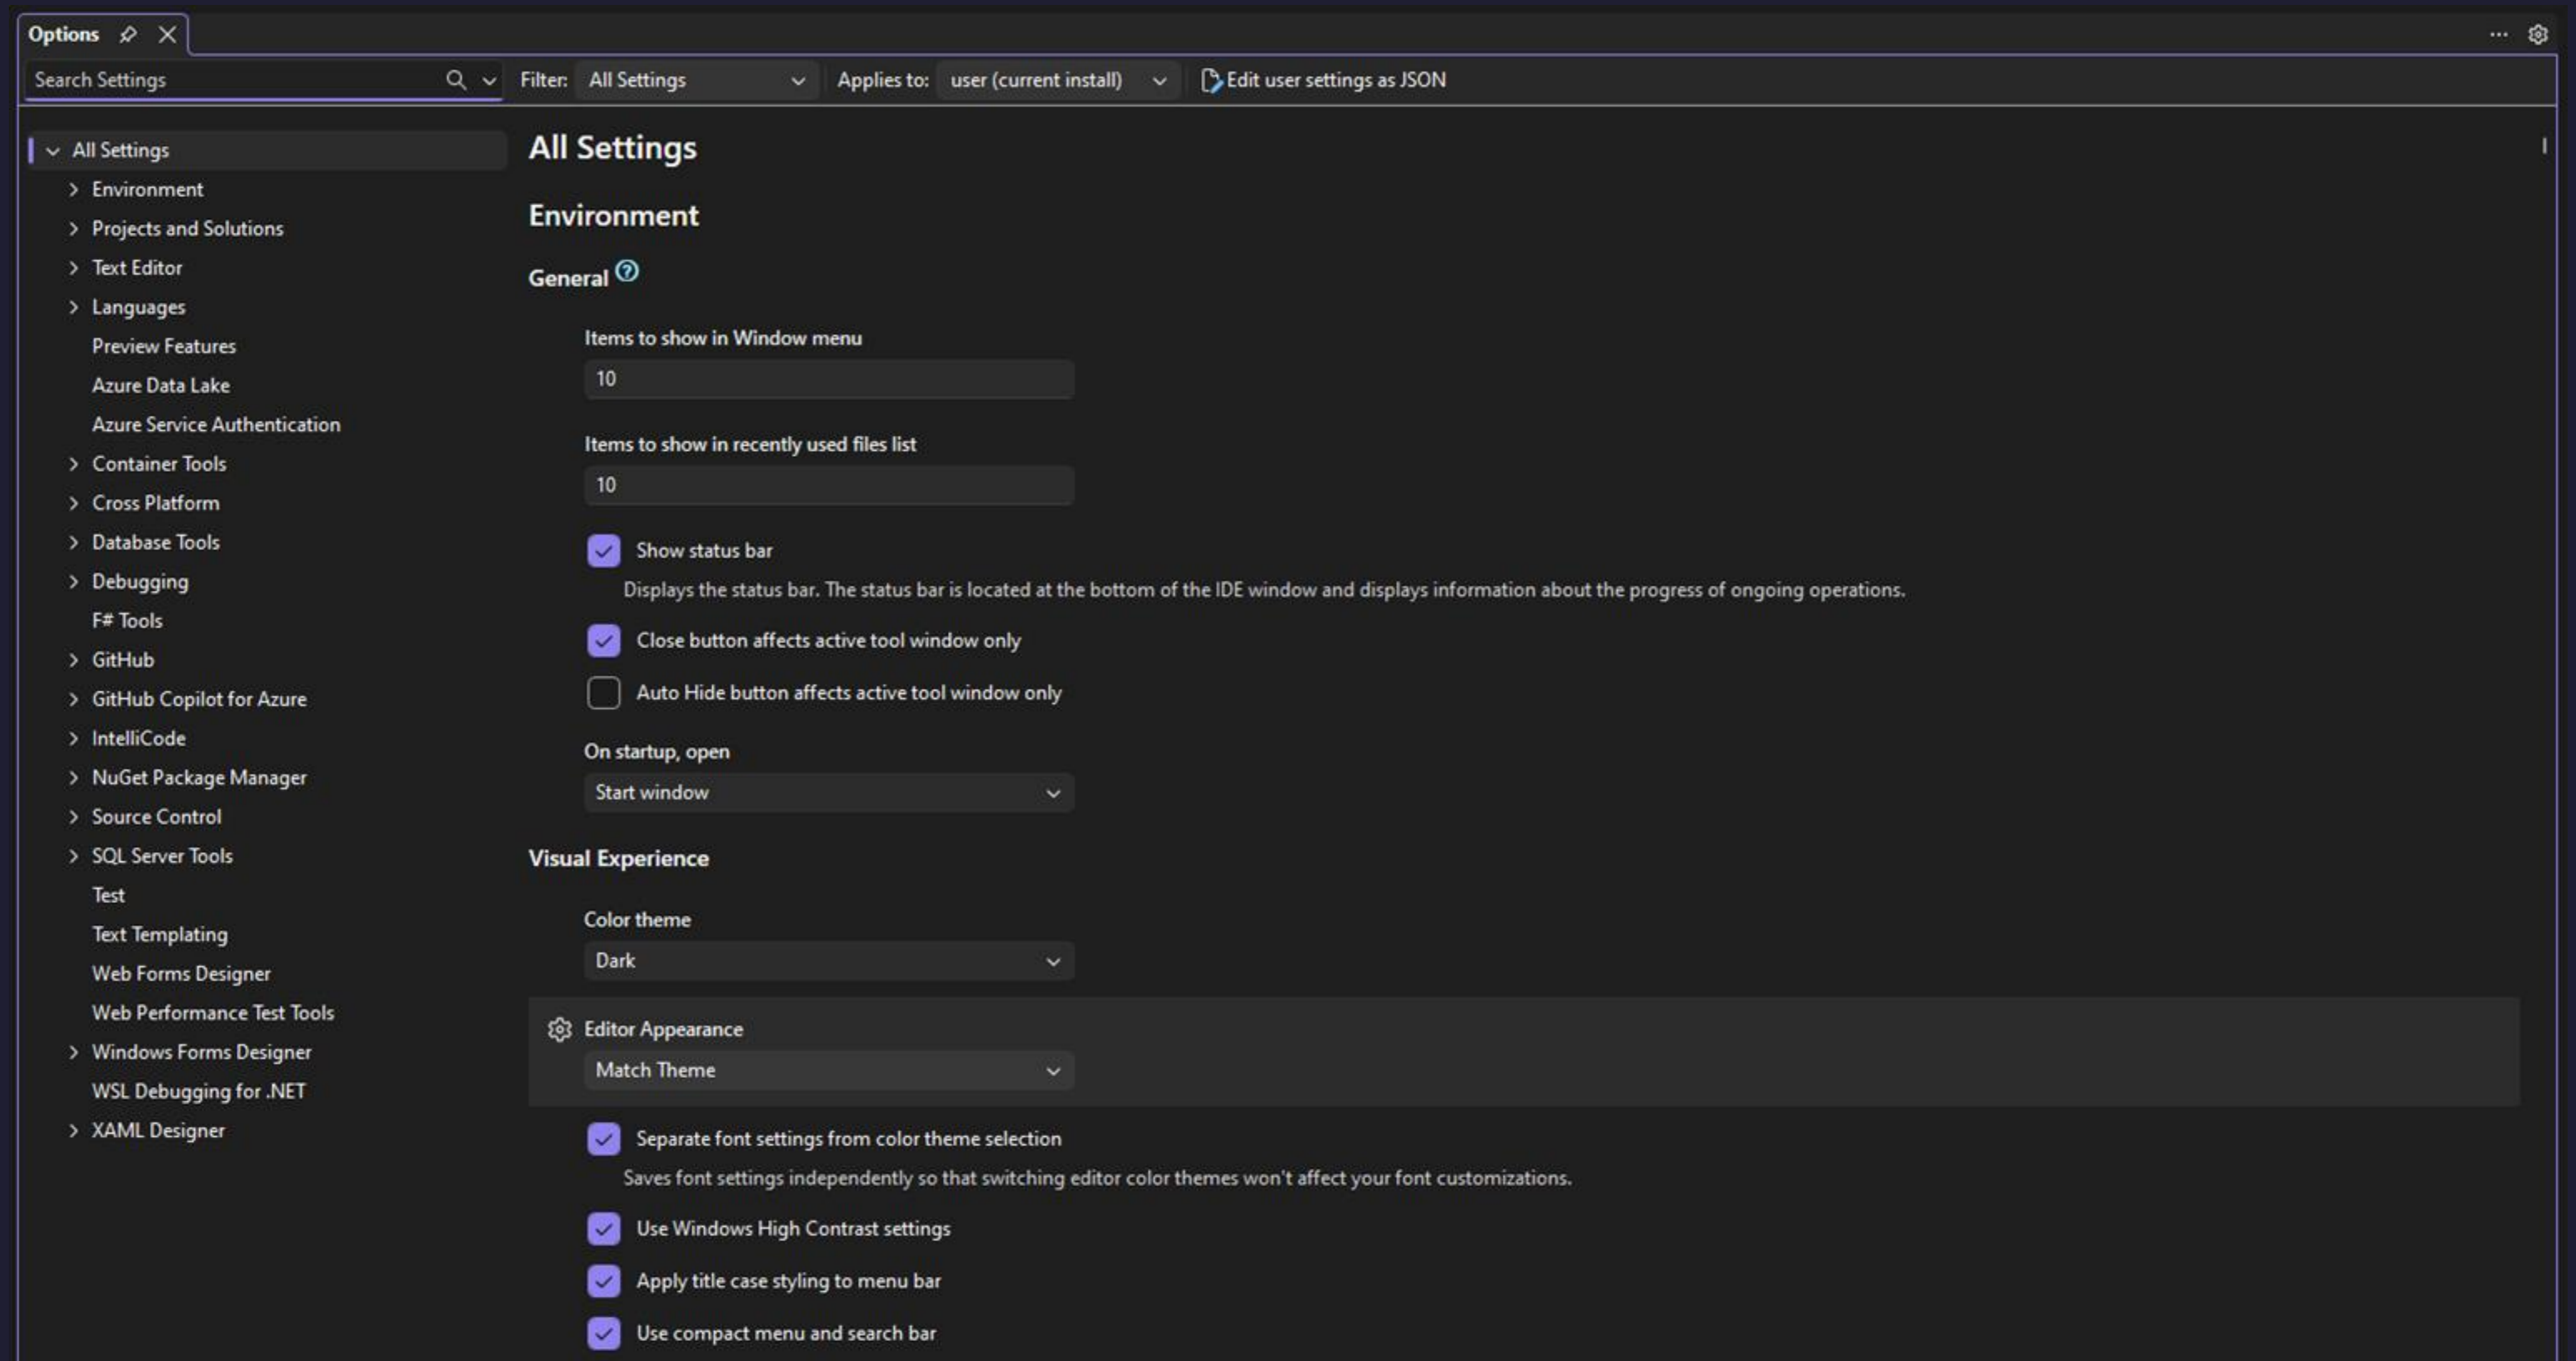 Options
Search Settings
Filter: All Settings
Applies to: user (current install)
Edit user settings as JSON
All Settings
Environment
Projects and Solutions
Text Editor
Languages
Preview Features
Azure Data Lake
Azure Service Authentication
Container Tools
Cross Platform
Database Tools
Debugging
F# Tools
GitHub
GitHub Copilot for Azure
IntelliCode
NuGet Package Manager
Source Control
SQL Server Tools
Test
Text Templating
Web Forms Designer
Web Performance Test Tools
Windows Forms Designer
WSL Debugging for .NET
XAML Designer
All Settings
Environment
General
Items to show in Window menu
10
Items to show in recently used files list
10
Show status bar
Displays the status bar. The status bar is located at the bottom of the IDE window and displays information about the progress of ongoing operations.
Close button affects active tool window only
Auto Hide button affects active tool window only
On startup, open
Start window
Visual Experience
Color theme
Dark
Editor Appearance
Match Theme
Separate font settings from color theme selection
Saves font settings independently so that switching editor color themes won't affect your font customizations.
Use Windows High Contrast settings
Apply title case styling to menu bar
Use compact menu and search bar